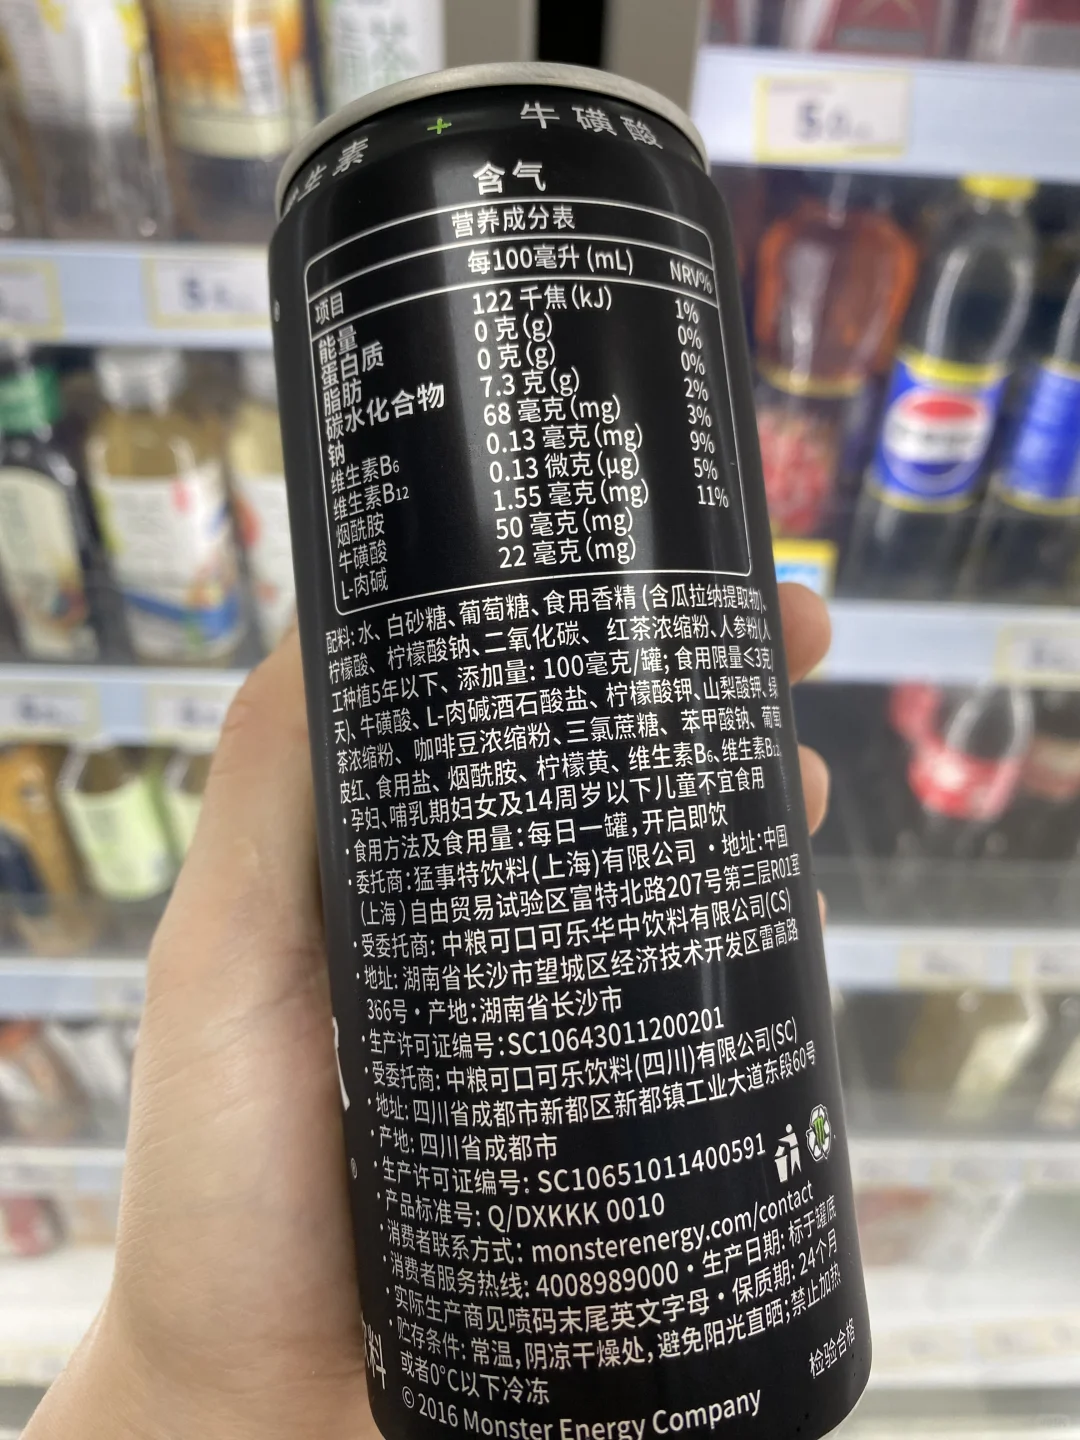 生素 + 牛磺酸
含气
营养成分表
项目 每100毫升 (mL) NRV%
能量 122 千焦(kJ) 1%
蛋白质 0 克(g) 0%
脂肪 0 克(g) 0%
碳水化合物 7.3 克(g) 2%
钠 68 毫克(mg) 3%
维生素B6 0.13 毫克(mg) 9%
维生素B12 0.13 微克(μg) 5%
烟酰胺 1.55 毫克(mg) 11%
牛磺酸 50 毫克(mg)
L-肉碱 22 毫克(mg)
配料: 水、白砂糖、葡萄糖、食用香精 (含瓜拉纳提取物)、
柠檬酸、柠檬酸钠、二氧化碳、红茶浓缩粉、人参粉(人
工种植5年以下、添加量: 100毫克/罐; 食用限量≤3克/
天)、牛磺酸、L-肉碱酒石酸盐、柠檬酸钾、山梨酸钾、绿
茶浓缩粉、咖啡豆浓缩粉、三氯蔗糖、苯甲酸钠、葡萄
皮红、食用盐、烟酰胺、柠檬黄、维生素B6、维生素B12
·孕妇、哺乳期妇女及14周岁以下儿童不宜食用
·食用方法及食用量:每日一罐,开启即饮
·委托商:猛事特饮料(上海)有限公司 ·地址:中国
(上海)自由贸易试验区富特北路207号第三层R01室
·受委托商: 中粮可口可乐华中饮料有限公司(CS)
·地址: 湖南省长沙市望城区经济技术开发区雷高路
366号·产地:湖南省长沙市
·生产许可证编号:SC10643011200201
·受委托商: 中粮可口可乐饮料(四川)有限公司(SC)
·地址: 四川省成都市新都区新都镇工业大道东段60号
·产地: 四川省成都市
·生产许可证编号: SC10651011400591
·产品标准号: Q/DXKKK 0010
·消费者联系方式: monsterenergy.com/contact
·消费者服务热线: 4008989000·生产日期: 标于罐底
·实际生产商见喷码末尾英文字母·保质期: 24个月
·贮存条件: 常温,阴凉干燥处,避免阳光直晒;禁止加热
或者0°C以下冷冻
检验合格
© 2016 Monster Energy Company
料